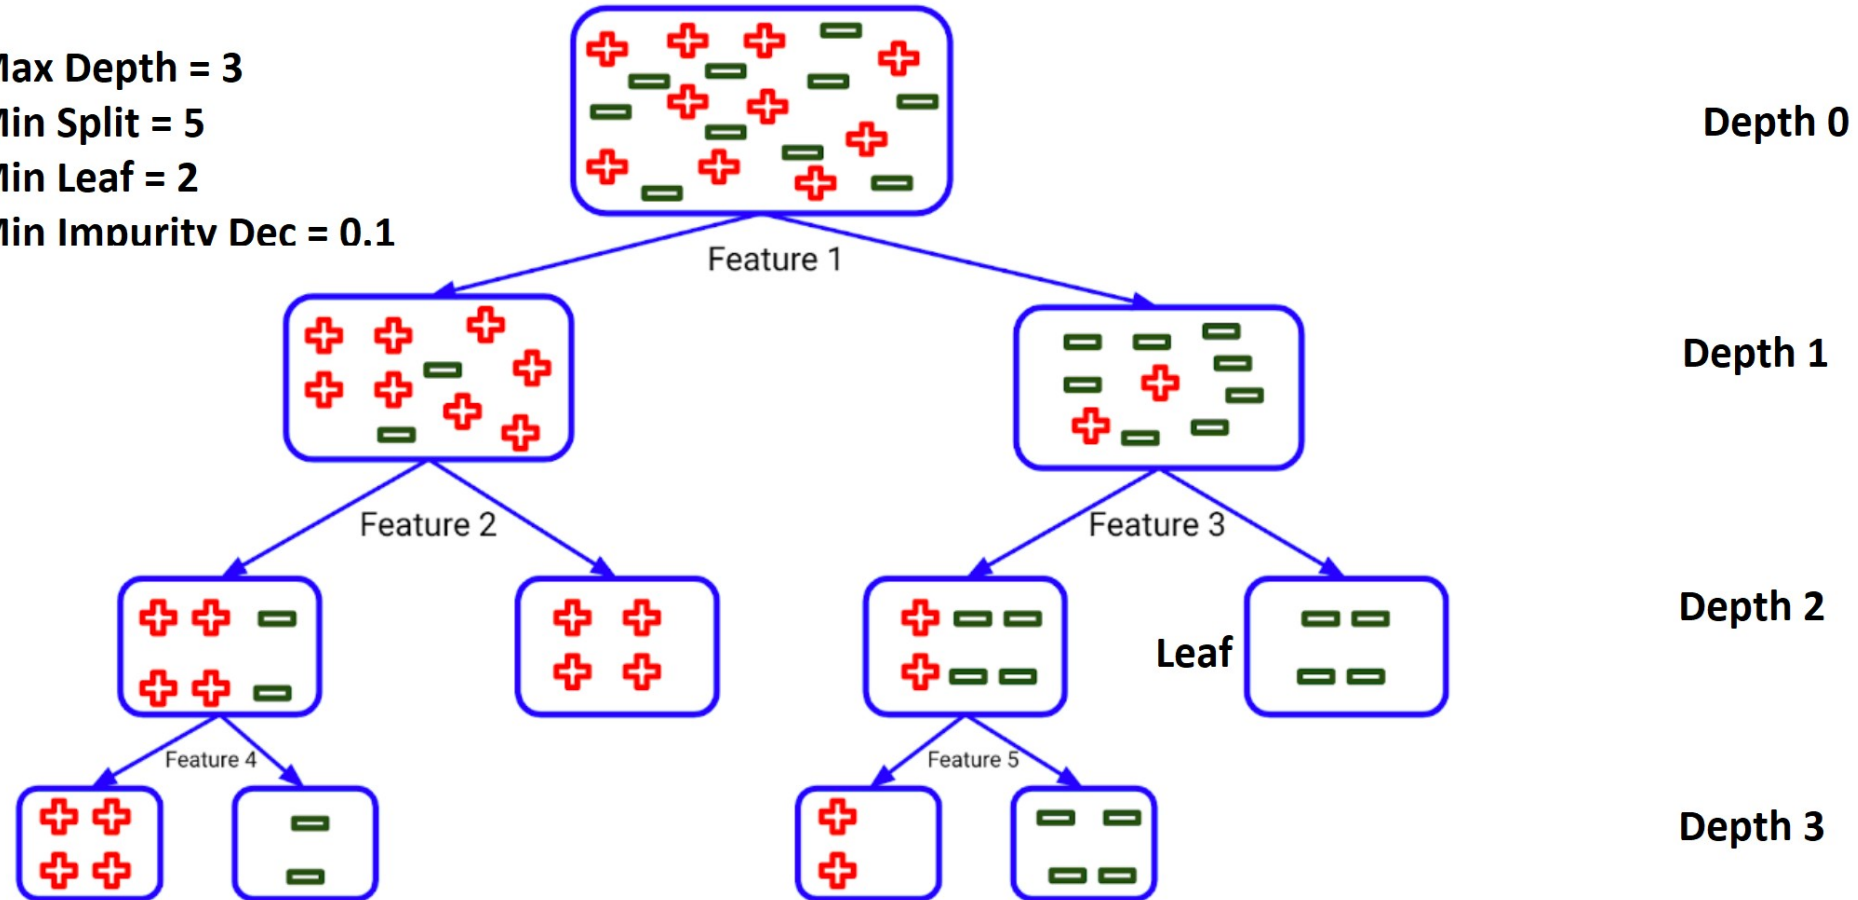 Max Depth = 3
Min Split = 5
Min Leaf = 2
Min Impurity Dec = 0.1
Depth 0
Feature 1
Depth 1
Feature 2
Feature 3
Leaf
Depth 2
Feature 4
Feature 5
Depth 3